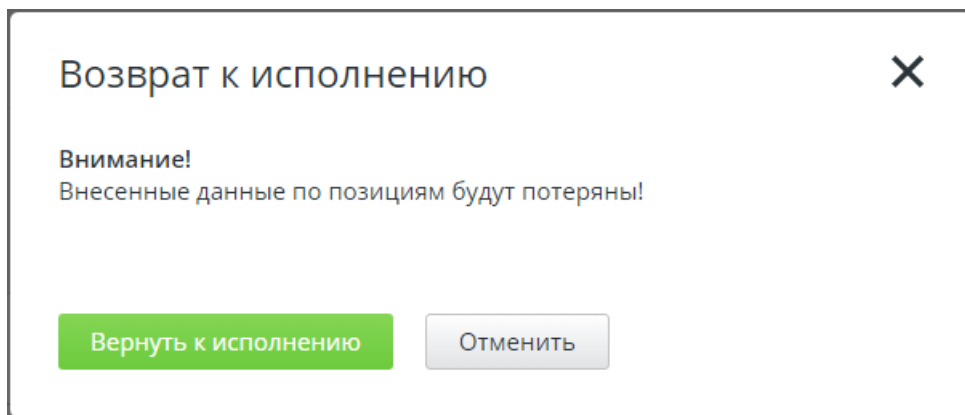 Возврат к исполнению
Внимание!
Внесенные данные по позициям будут потеряны!
Вернуть к исполнению
Отменить